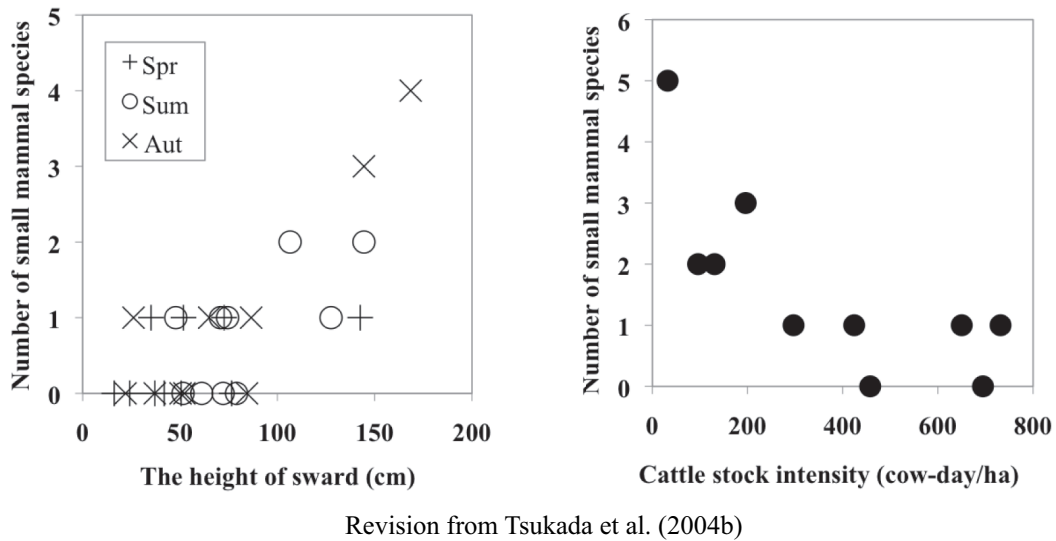 Number of small mammal species
5
4
3
2
1
0
+ Spr
○ Sum
× Aut
0 50 100 150 200
The height of sward (cm)
Number of small mammal species
6
5
4
3
2
1
0
0 200 400 600 800
Cattle stock intensity (cow-day/ha)
Revision from Tsukada et al. (2004b)